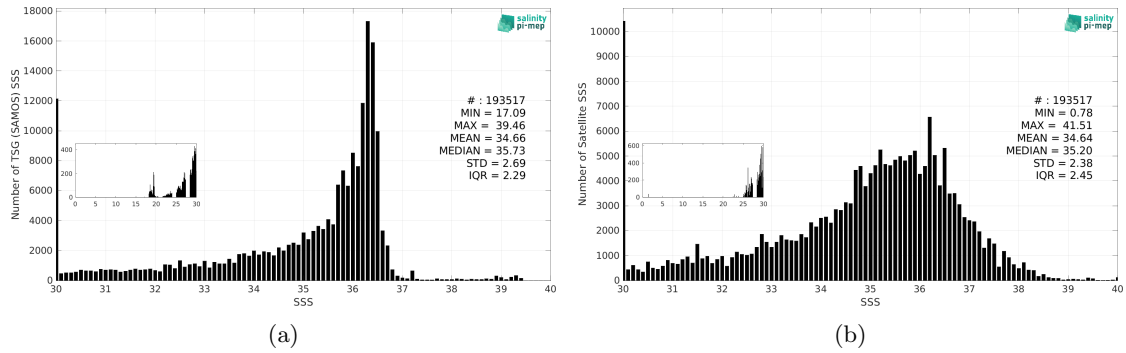 salinity
pi-mep
Number of TSG (SAMOS) SSS
18000
16000
14000
12000
10000
8000
6000
4000
2000
0
# : 193517
MIN = 17.09
MAX = 39.46
MEAN = 34.66
MEDIAN = 35.73
STD = 2.69
IQR = 2.29
400
200
0
0 5 10 15 20 25 30
30 31 32 33 34 35 36 37 38 39 40
SSS
(a)
salinity
pi-mep
Number of Satellite SSS
10000
9000
8000
7000
6000
5000
4000
3000
2000
1000
0
# : 193517
MIN = 0.78
MAX = 41.51
MEAN = 34.64
MEDIAN = 35.20
STD = 2.38
IQR = 2.45
600
400
200
0
0 5 10 15 20 25 30
30 31 32 33 34 35 36 37 38 39 40
SSS
(b)